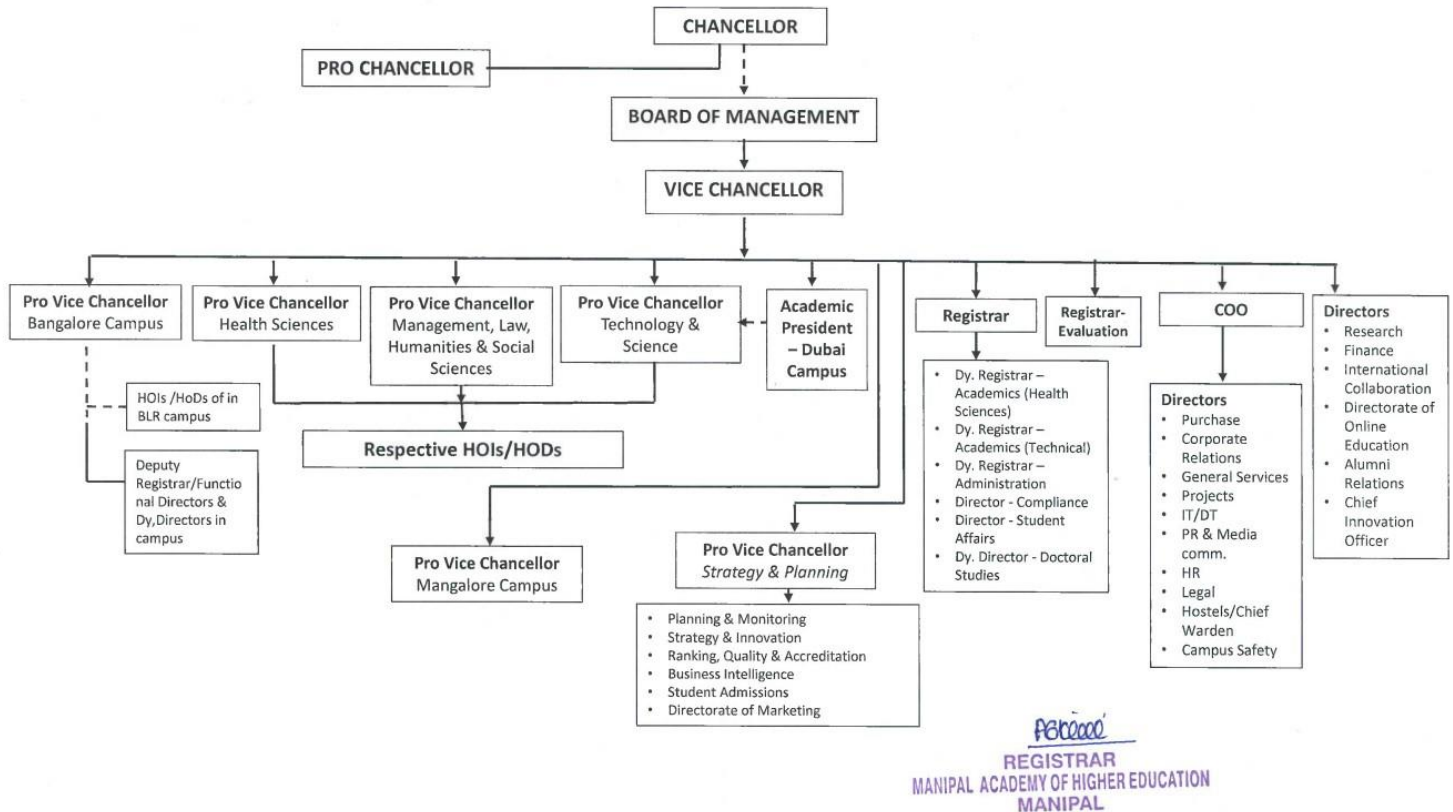 CHANCELLOR
PRO CHANCELLOR
BOARD OF MANAGEMENT
VICE CHANCELLOR
Pro Vice Chancellor
Bangalore Campus
Pro Vice Chancellor
Health Sciences
Pro Vice Chancellor
Management, Law,
Humanities & Social
Sciences
Pro Vice Chancellor
Technology &
Science
Academic
President
– Dubai
Campus
Registrar
Registrar-
Evaluation
COO
Directors
• Research
• Finance
• International
Collaboration
• Directorate of
Online
Education
• Alumni
Relations
• Chief
Innovation
Officer
HOIs /HoDs of in
BLR campus
Deputy
Registrar/Functio
nal Directors &
Dy,Directors in
campus
Respective HOIs/HODs
Pro Vice Chancellor
Mangalore Campus
Pro Vice Chancellor
Strategy & Planning
• Planning & Monitoring
• Strategy & Innovation
• Ranking, Quality & Accreditation
• Business Intelligence
• Student Admissions
• Directorate of Marketing
• Dy. Registrar –
Academics (Health
Sciences)
• Dy. Registrar –
Academics (Technical)
• Dy. Registrar –
Administration
• Director - Compliance
• Director - Student
Affairs
• Dy. Director - Doctoral
Studies
Directors
• Purchase
• Corporate
Relations
• General Services
• Projects
• IT/DT
• PR & Media
comm.
• HR
• Legal
• Hostels/Chief
Warden
• Campus Safety
REGISTRAR
MANIPAL ACADEMY OF HIGHER EDUCATION
MANIPAL